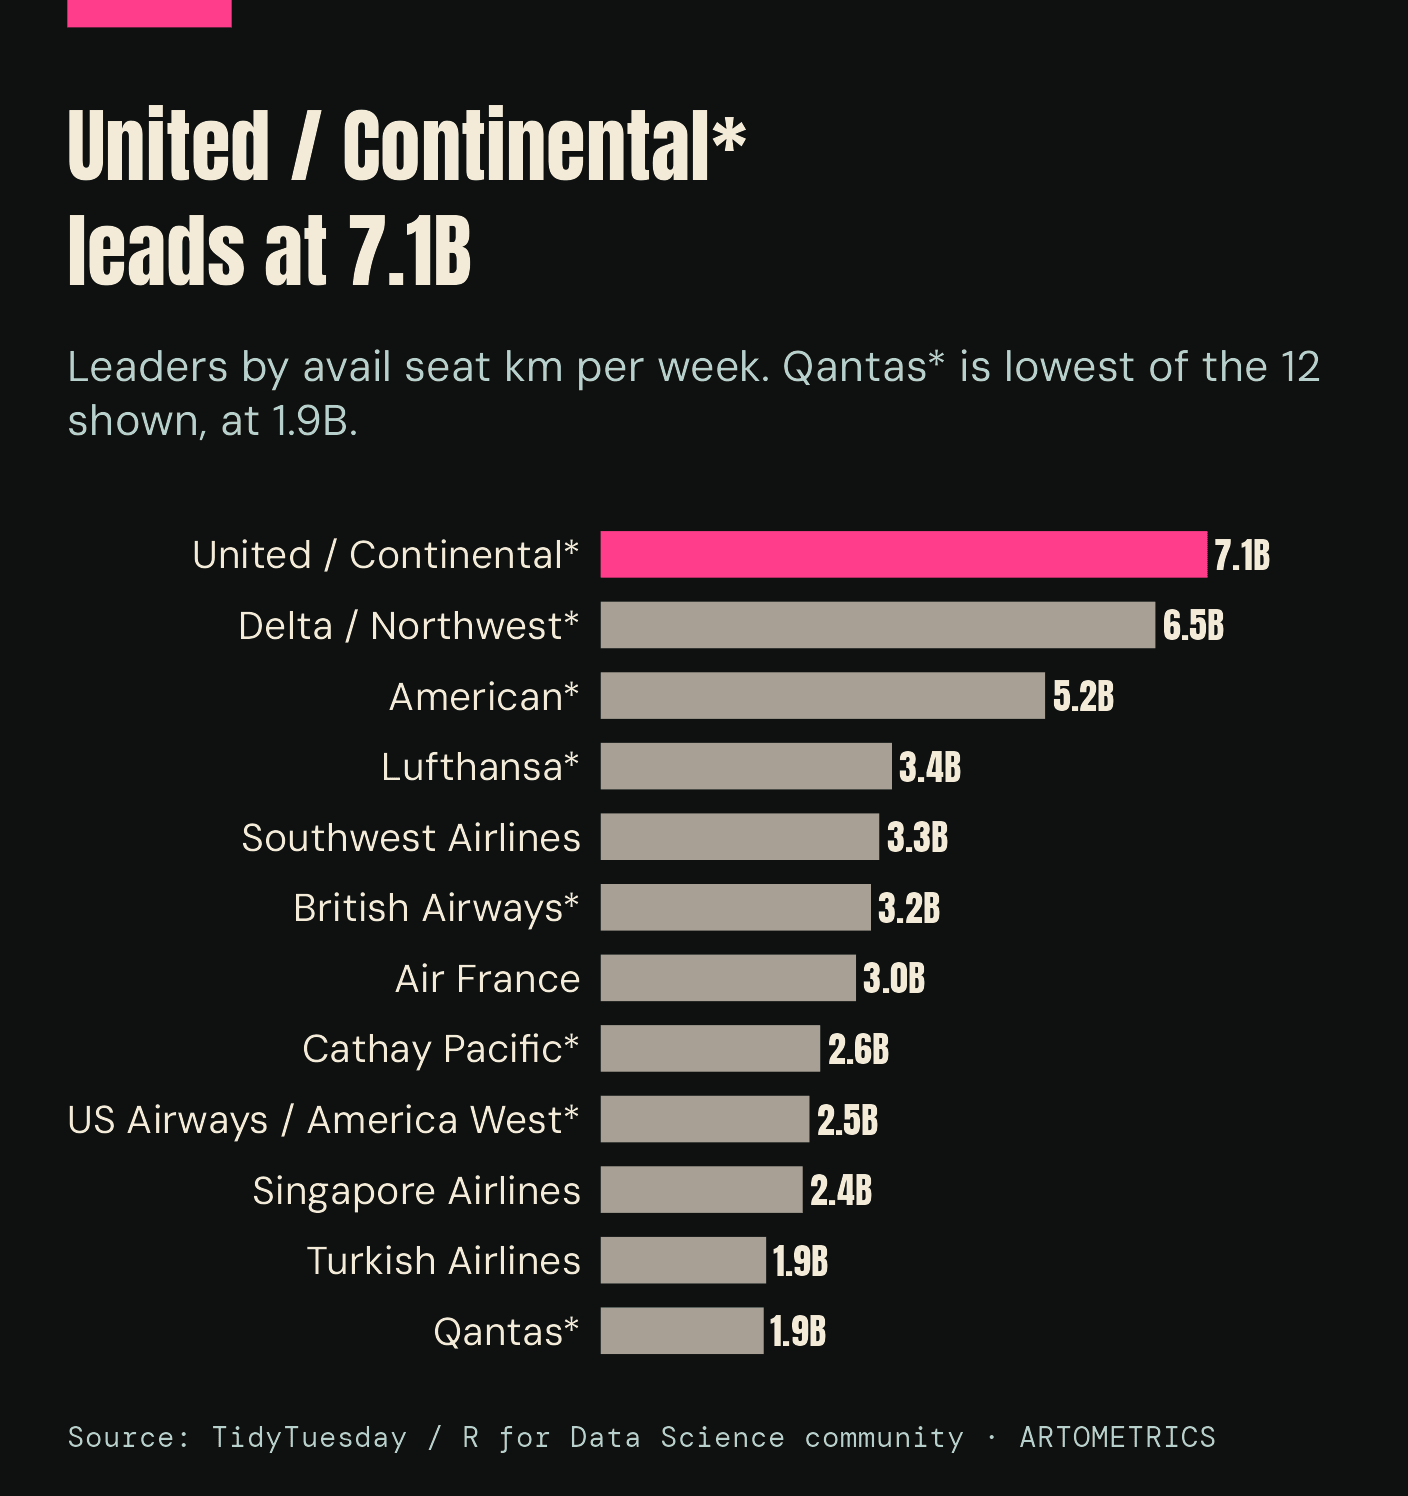 United / Continental*
leads at 7.1B
Leaders by avail seat km per week. Qantas* is lowest of the 12
shown, at 1.9B.
United / Continental* 7.1B
Delta / Northwest* 6.5B
American* 5.2B
Lufthansa* 3.4B
Southwest Airlines 3.3B
British Airways* 3.2B
Air France 3.0B
Cathay Pacific* 2.6B
US Airways / America West* 2.5B
Singapore Airlines 2.4B
Turkish Airlines 1.9B
Qantas* 1.9B
Source: TidyTuesday / R for Data Science community · ARTOMETRICS